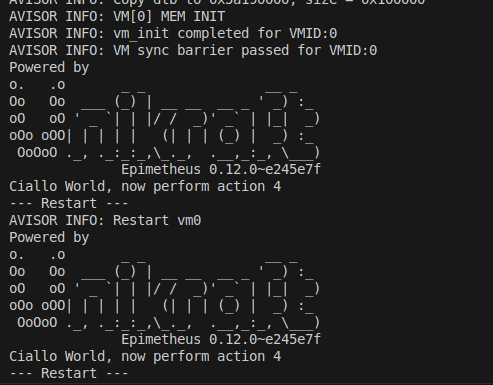 AVISOR INFO: Copy dtb to 0x5a190000, size = 0x100000
AVISOR INFO: VM[0] MEM INIT
AVISOR INFO: vm_init completed for VMID:0
AVISOR INFO: VM sync barrier passed for VMID:0
Powered by
o.   .o       _ _               __ _
Oo   Oo  ___ (_) | __ __  __ _ ' _) :_
oO   oO ' _ `| | |/ /  _)' _` | |_|  _)
oOo oOO| | | | |   (| | | (_) |  _) :_
 OoOoO ._, ._:_:_,\_._,  .__,_:_, \___)
              Epimetheus 0.12.0~e245e7f
Ciallo World, now perform action 4
--- Restart ---
AVISOR INFO: Restart vm0
Powered by
o.   .o       _ _               __ _
Oo   Oo  ___ (_) | __ __  __ _ ' _) :_
oO   oO ' _ `| | |/ /  _)' _` | |_|  _)
oOo oOO| | | | |   (| | | (_) |  _) :_
 OoOoO ._, ._:_:_,\_._,  .__,_:_, \___)
              Epimetheus 0.12.0~e245e7f
Ciallo World, now perform action 4
--- Restart ---